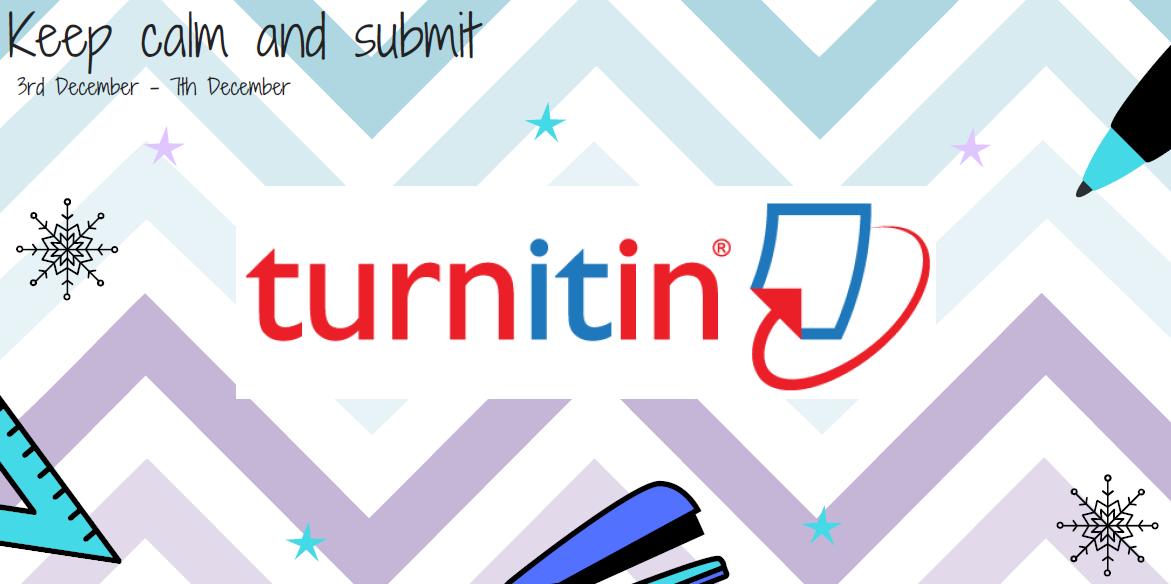 Keep calm and submit
3rd December - 7th December
turnitin®